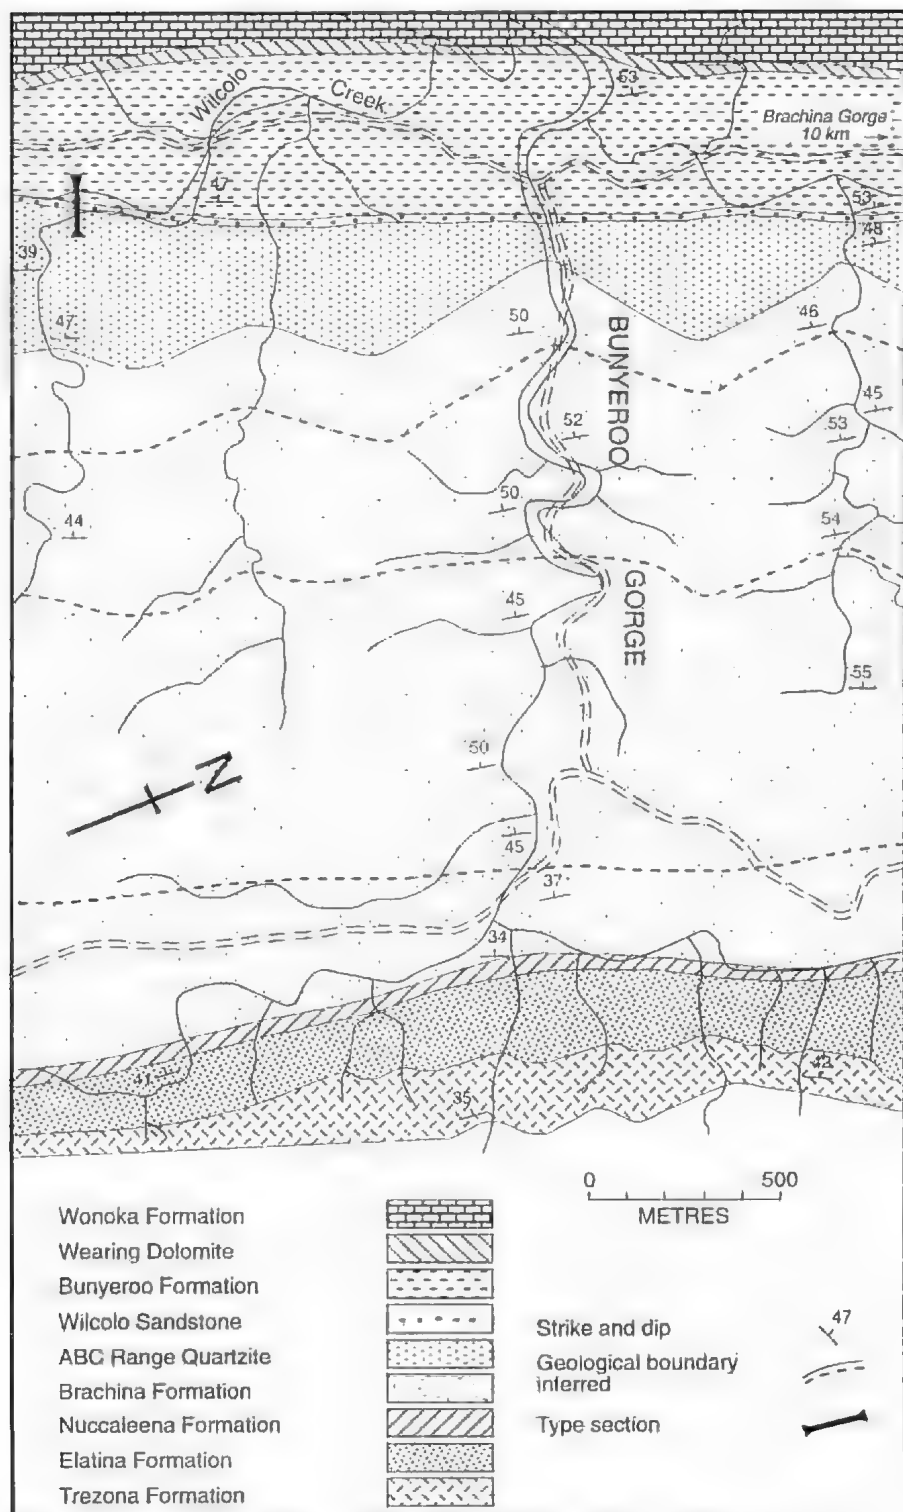 Wilcolo
Creek
53
Brachina Gorge
10 km
47
53
48
39
47
50
46
BUNYEROO
45
52
53
50
44
54
GORGE
45
55
50
N
45
37
34
41
42
35
0 500
METRES
Wonoka Formation
Wearing Dolomite
Bunyeroo Formation
Wilcolo Sandstone
ABC Range Quartzite
Brachina Formation
Nuccaleena Formation
Elatina Formation
Trezona Formation
Strike and dip
47
Geological boundary
inferred
Type section